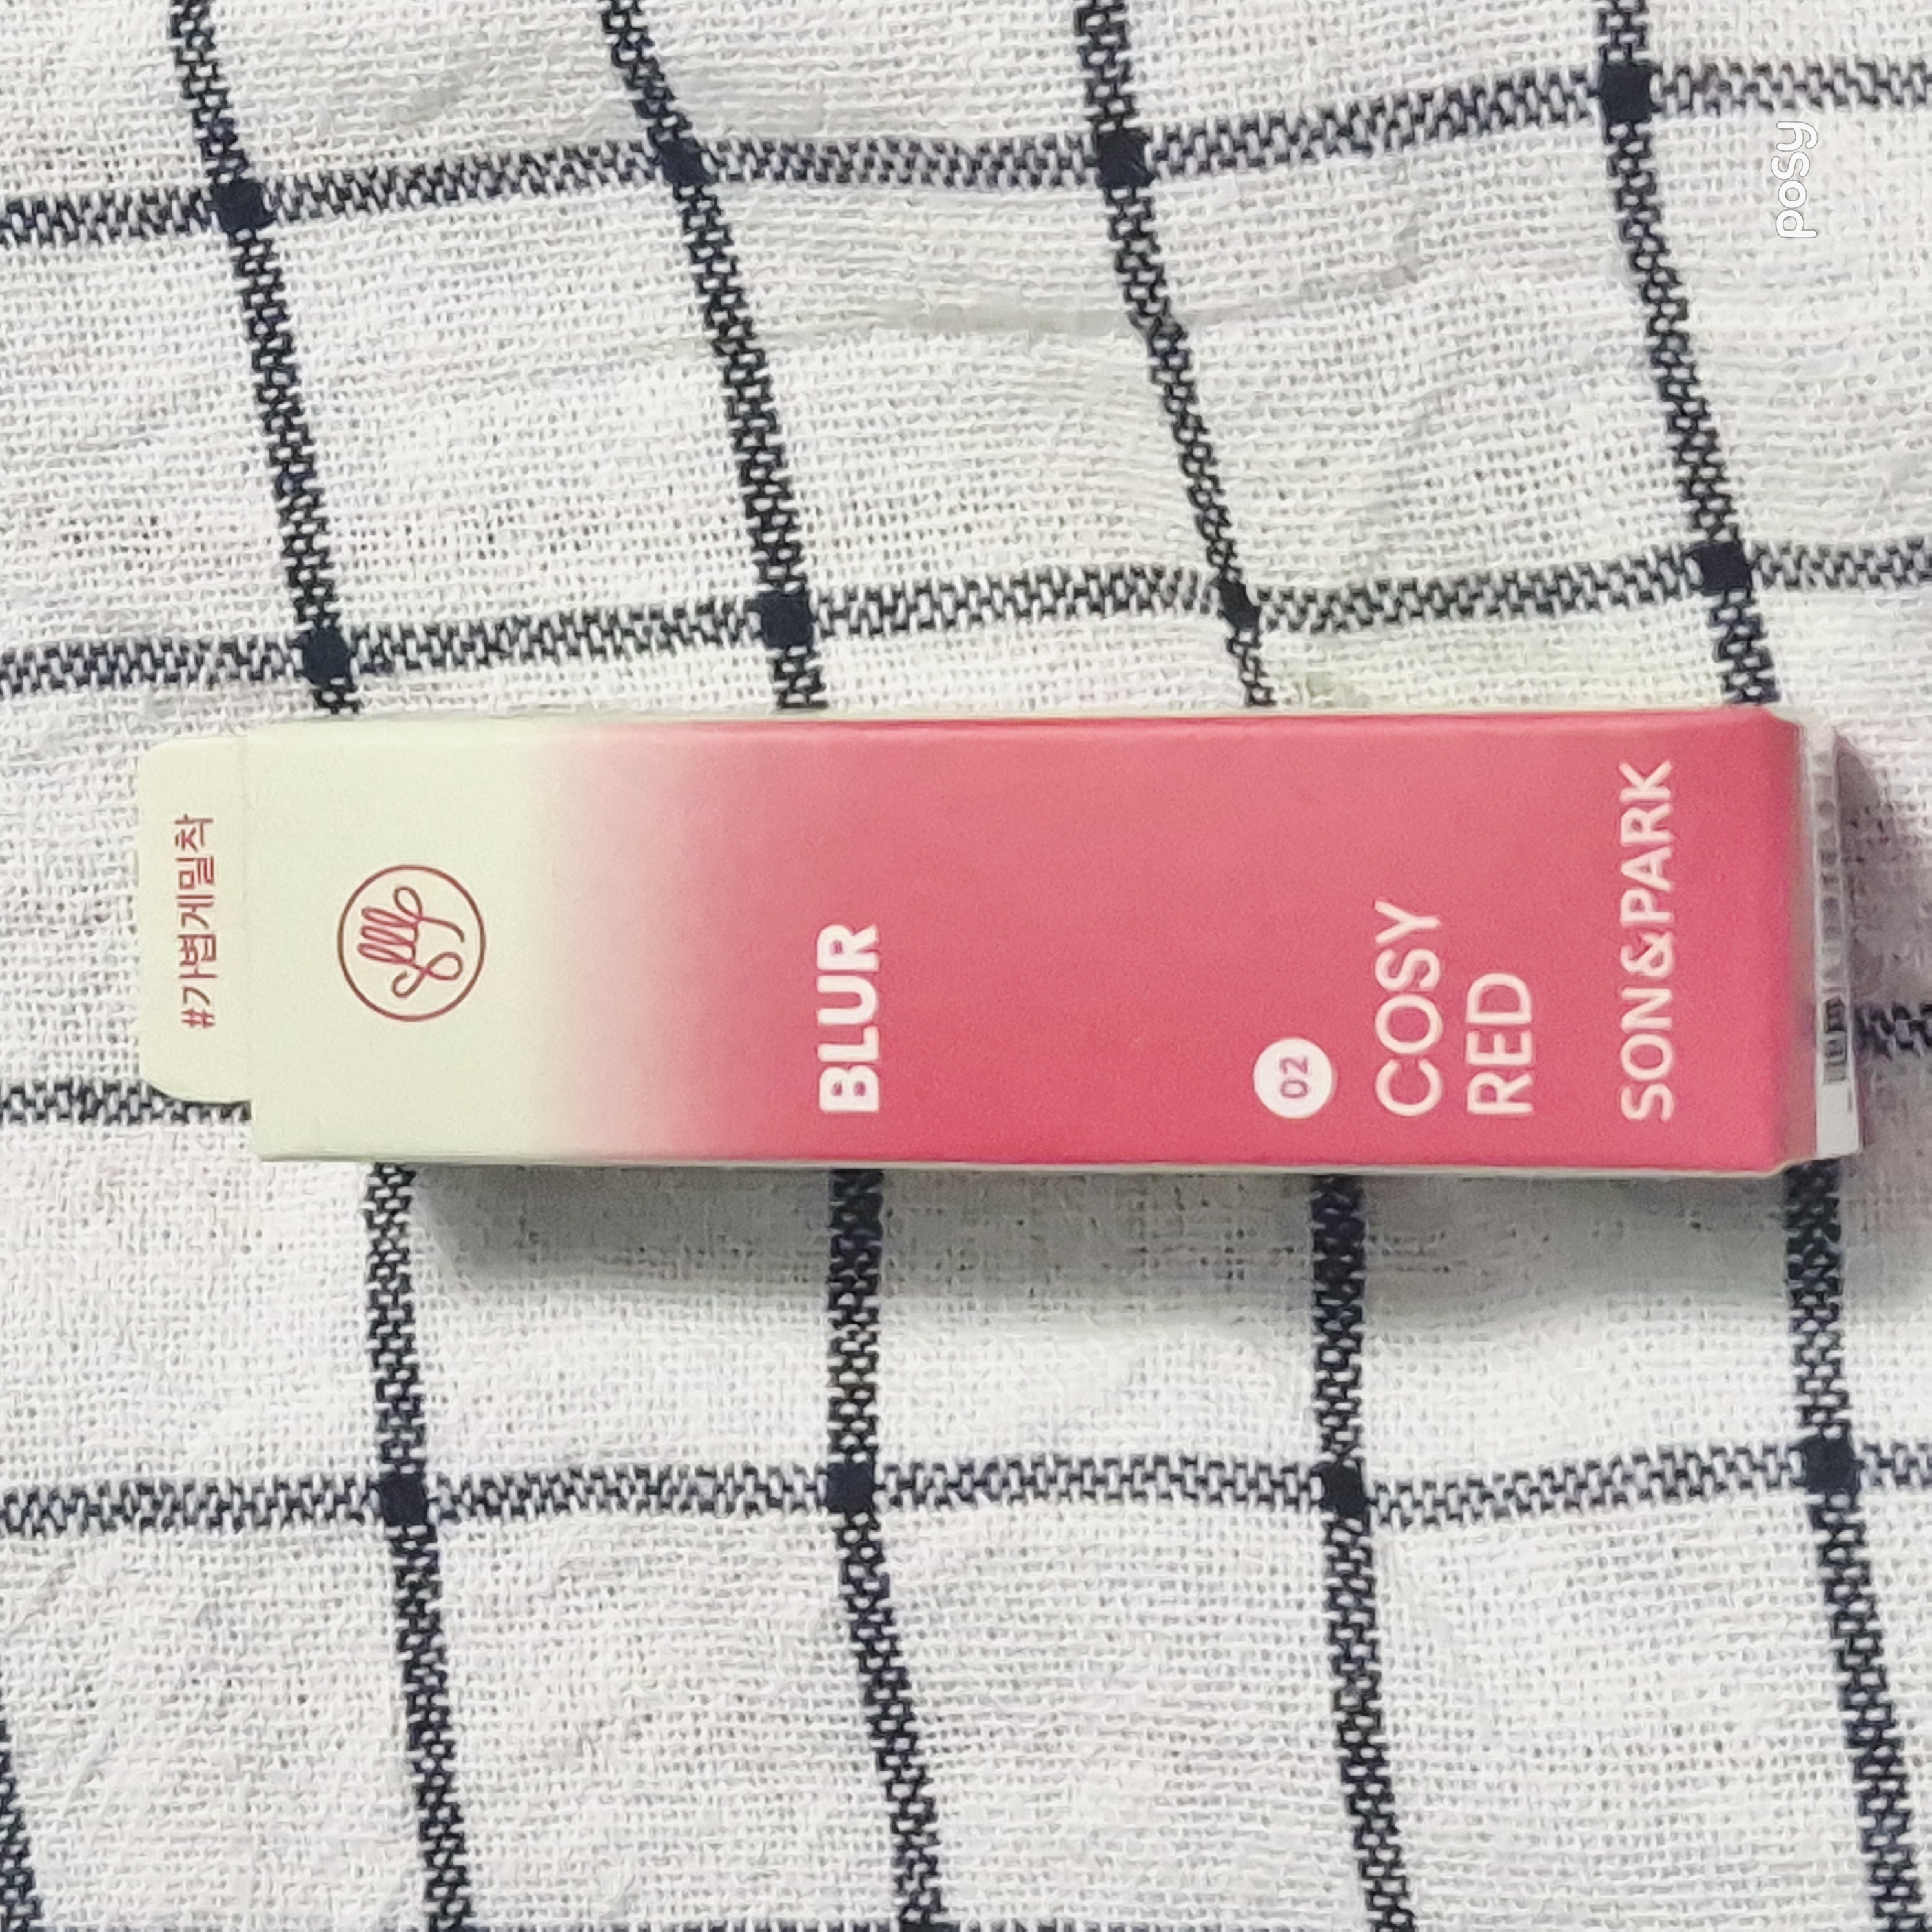 #가볍게밀착
BLUR
02
COSY
RED
SON&PARK
posy